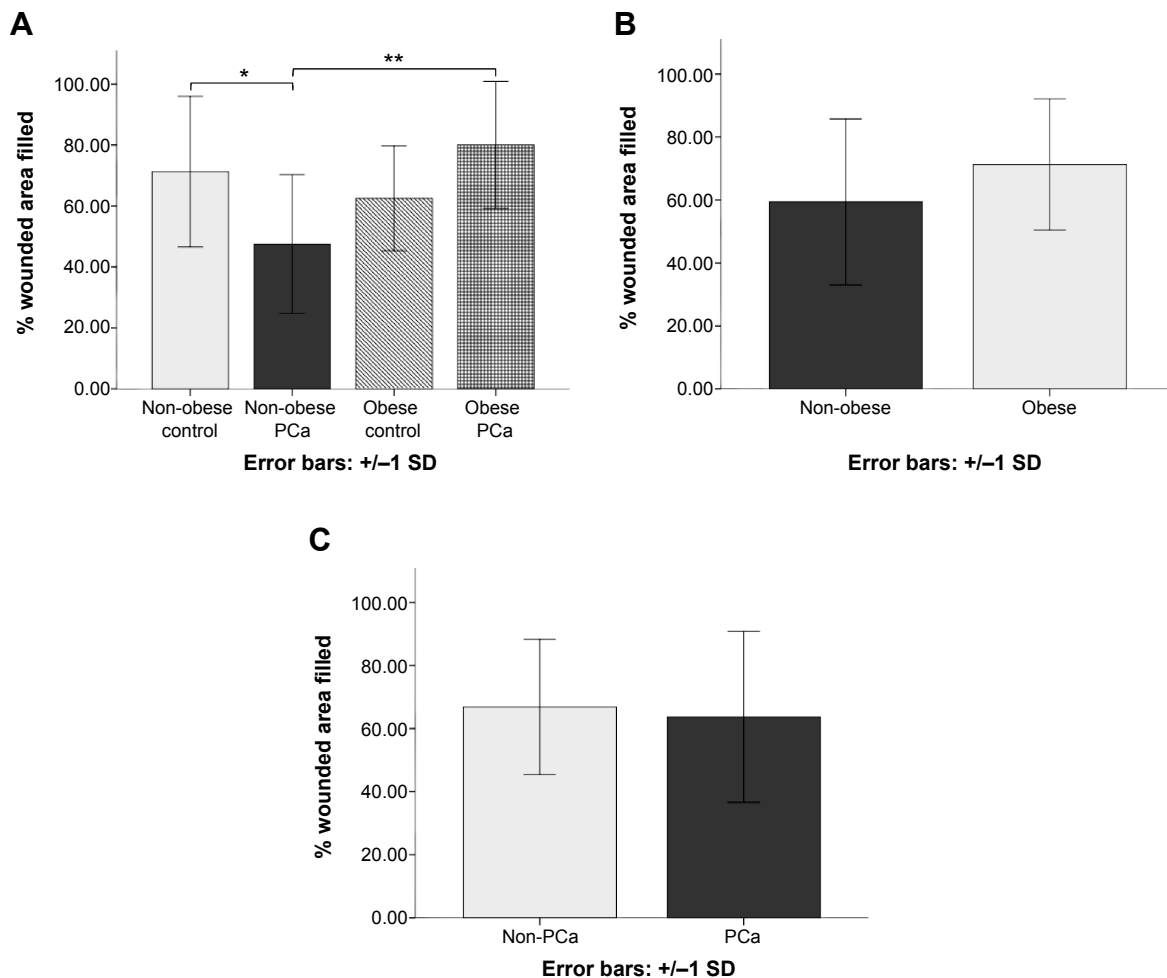 A
% wounded area filled
100.00
80.00
60.00
40.00
20.00
0.00
*
**
Non-obese control
Non-obese PCa
Obese control
Obese PCa
Error bars: +/–1 SD
B
% wounded area filled
100.00
80.00
60.00
40.00
20.00
0.00
Non-obese
Obese
Error bars: +/–1 SD
C
% wounded area filled
100.00
80.00
60.00
40.00
20.00
0.00
Non-PCa
PCa
Error bars: +/–1 SD